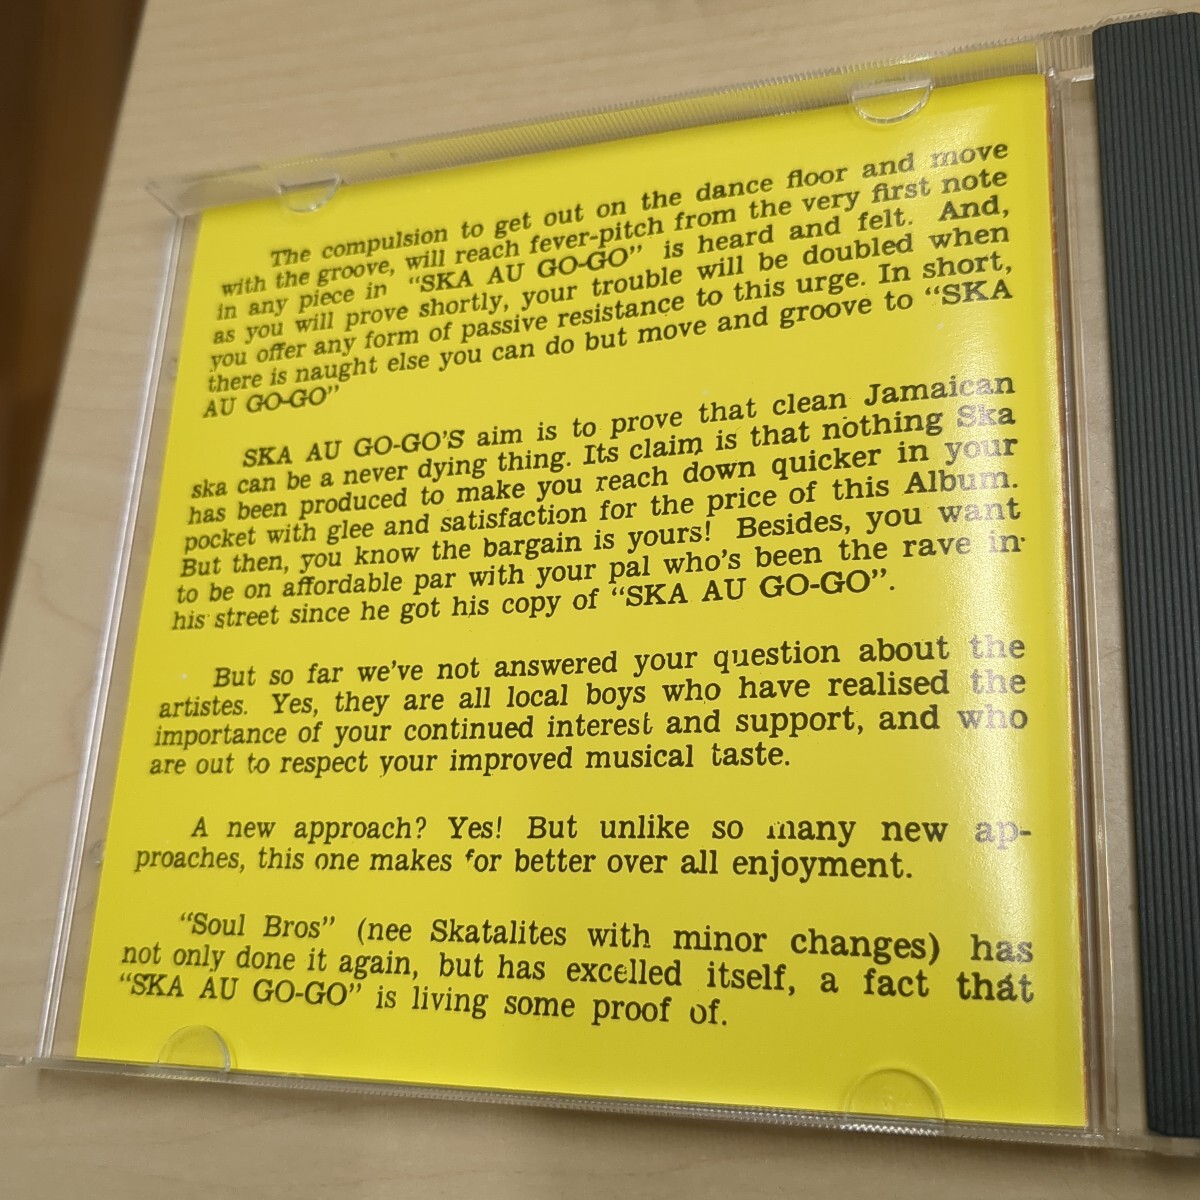 The compulsion to get out on the dance floor and move
with the groove, will reach fever-pitch from the very first note
in any piece in "SKA AU GO-GO" is heard and felt. And,
as you will prove shortly, your trouble will be doubled when
you offer any form of passive resistance to this urge. In short,
there is naught else you can do but move and groove to "SKA
AU GO-GO"
SKA AU GO-GO'S aim is to prove that clean Jamaican
ska can be a never dying thing. Its claim is that nothing Ska
has been produced to make you reach down quicker in your
pocket with glee and satisfaction for the price of this Album.
But then, you know the bargain is yours! Besides, you want
to be on affordable par with your pal who's been the rave in
his street since he got his copy of "SKA AU GO-GO".
But so far we've not answered your question about the
artistes. Yes, they are all local boys who have realised the
importance of your continued interest and support, and who
are out to respect your improved musical taste.
A new approach? Yes! But unlike so many new ap-
proaches, this one makes for better over all enjoyment.
"Soul Bros" (nee Skatalites with minor changes) has
not only done it again, but has excelled itself, a fact that
"SKA AU GO-GO" is living some proof of.